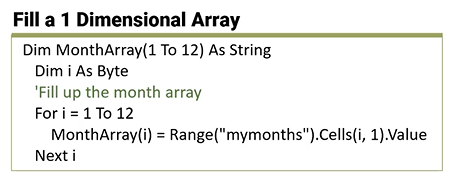 Fill a 1 Dimensional Array
Dim MonthArray(1 To 12) As String
Dim i As Byte
'Fill up the month array
For i = 1 To 12
MonthArray(i) = Range("mymonths").Cells(i, 1).Value
Next i